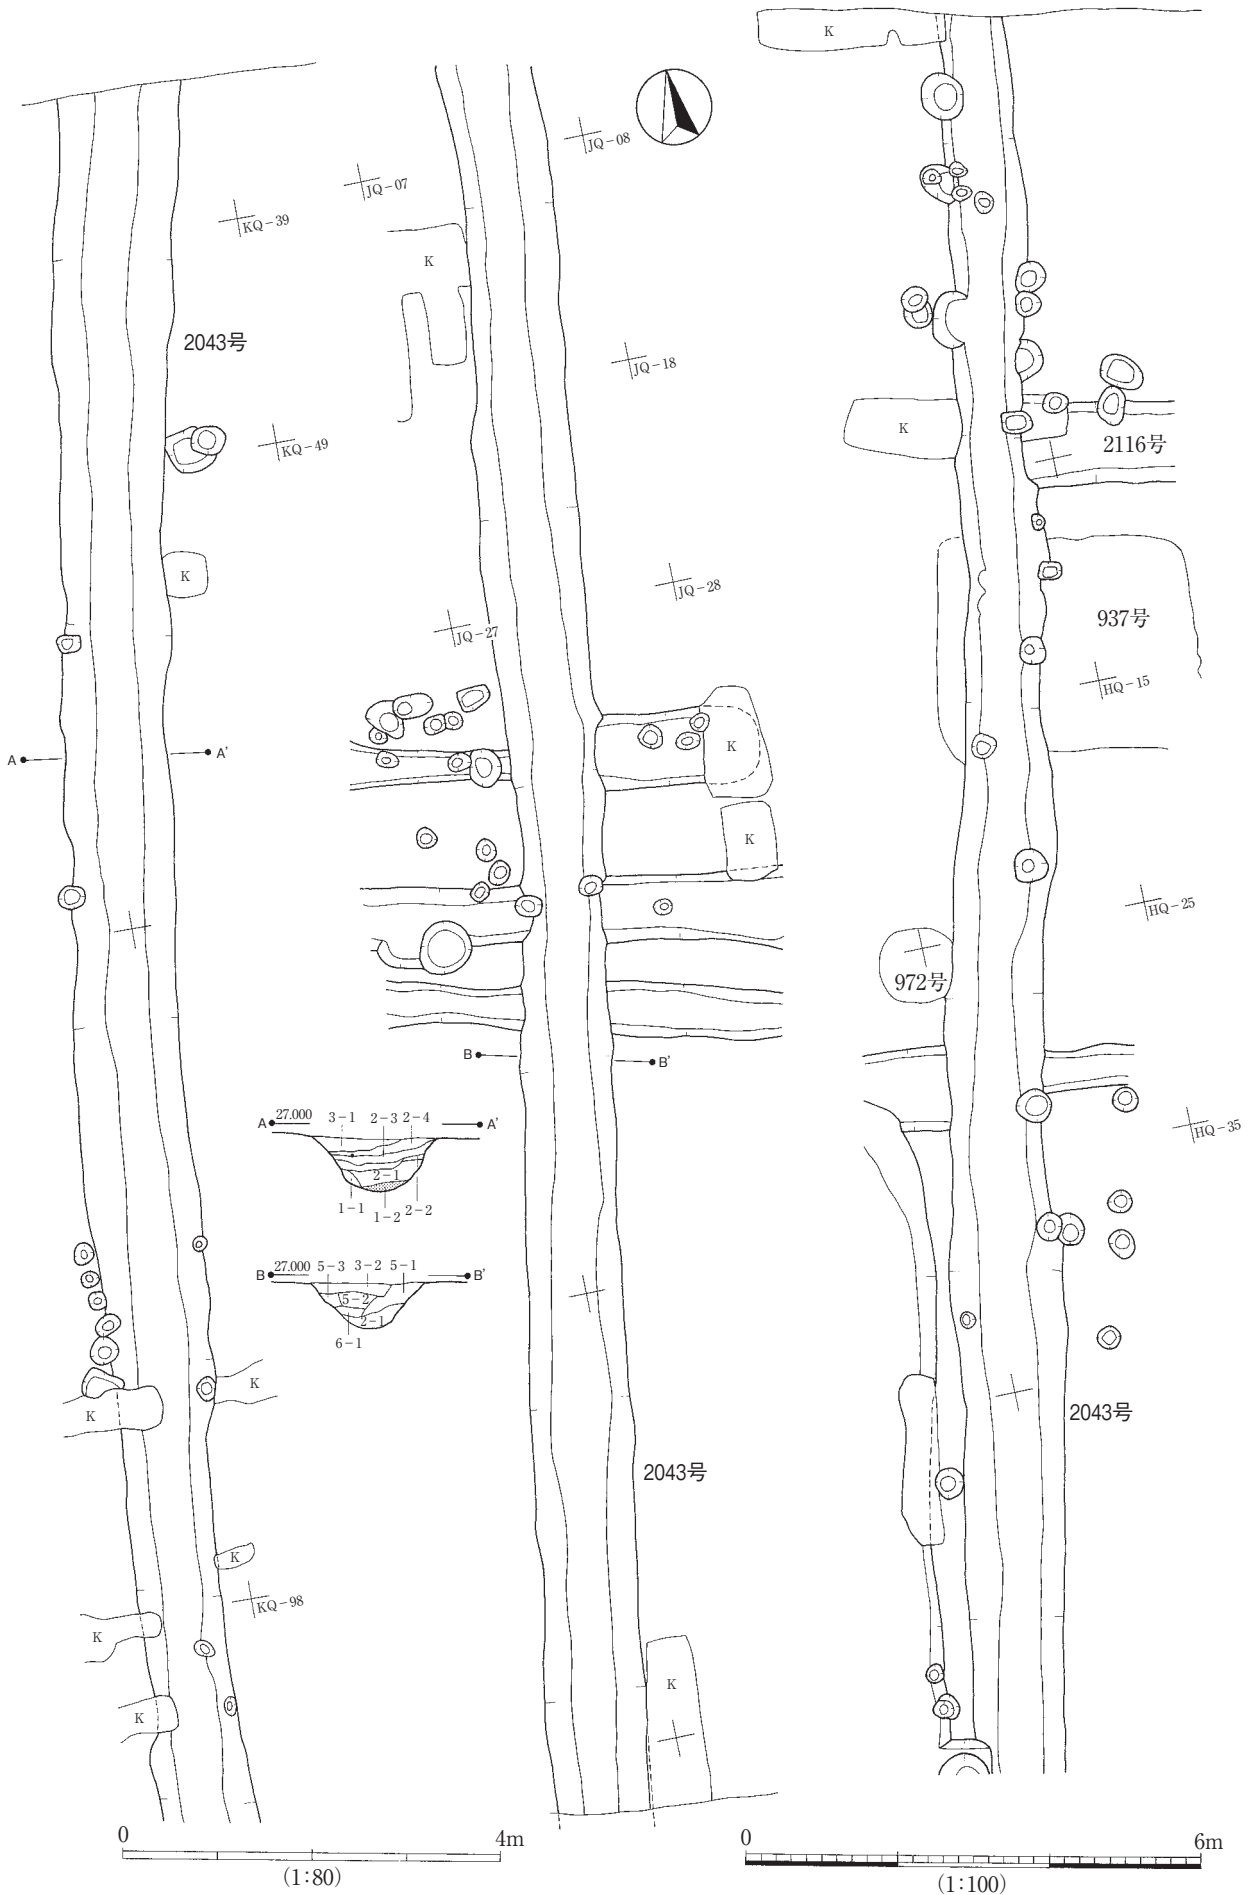 K
JQ-08
JQ-07
KQ-39
K
2043号
JQ-18
K
2116号
KQ-49
K
JQ-28
937号
JQ-27
HQ-15
K
A
A'
K
HQ-25
972号
B
B'
A 27.000 3-1 2-3 2-4 A'
2-1
1-1 1-2 2-2
HQ-35
B 27.000 5-3 3-2 5-1 B'
5-2
2-1
6-1
K
K
2043号
2043号
K
KQ-98
K
K
K
0 4m
(1:80)
0 6m
(1:100)